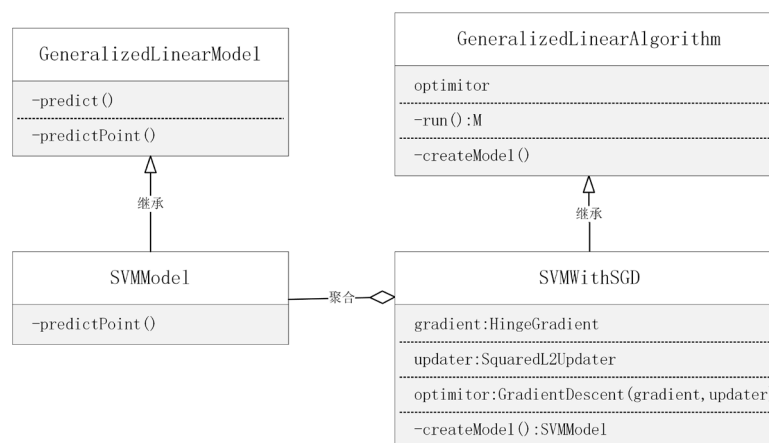 GeneralizedLinearModel
-predict()
-predictPoint()
GeneralizedLinearAlgorithm
optimitor
-run():M
-createModel()
继承
继承
SVMModel
-predictPoint()
聚合
SVMWithSGD
gradient:HingeGradient
updater:SquaredL2Updater
optimitor:GradientDescent(gradient,updater
-createModel():SVMModel